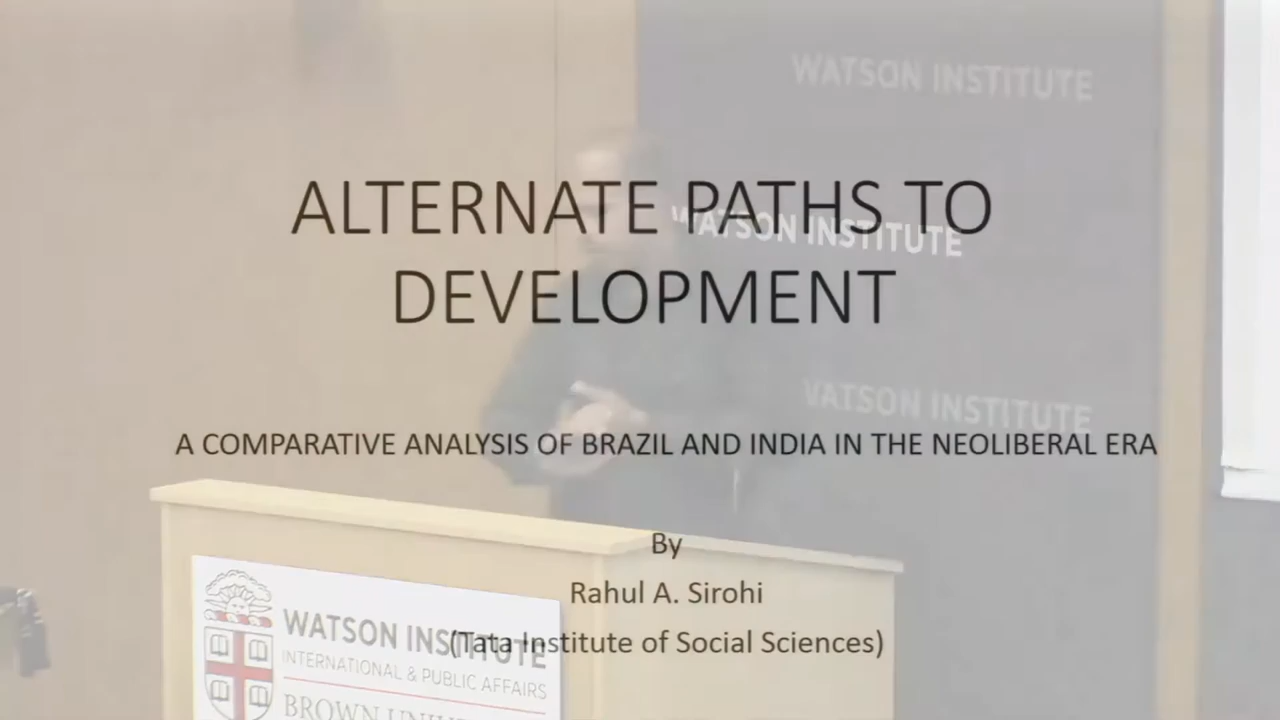 WATSON INSTITUTE
ALTERNATE PATHS TO
WATSON INSTITUTE
DEVELOPMENT
WATSON INSTITUTE
A COMPARATIVE ANALYSIS OF BRAZIL AND INDIA IN THE NEOLIBERAL ERA
By
Rahul A. Sirohi
(Tata Institute of Social Sciences)
WATSON INSTITUTE
INTERNATIONAL & PUBLIC AFFAIRS
BROWN